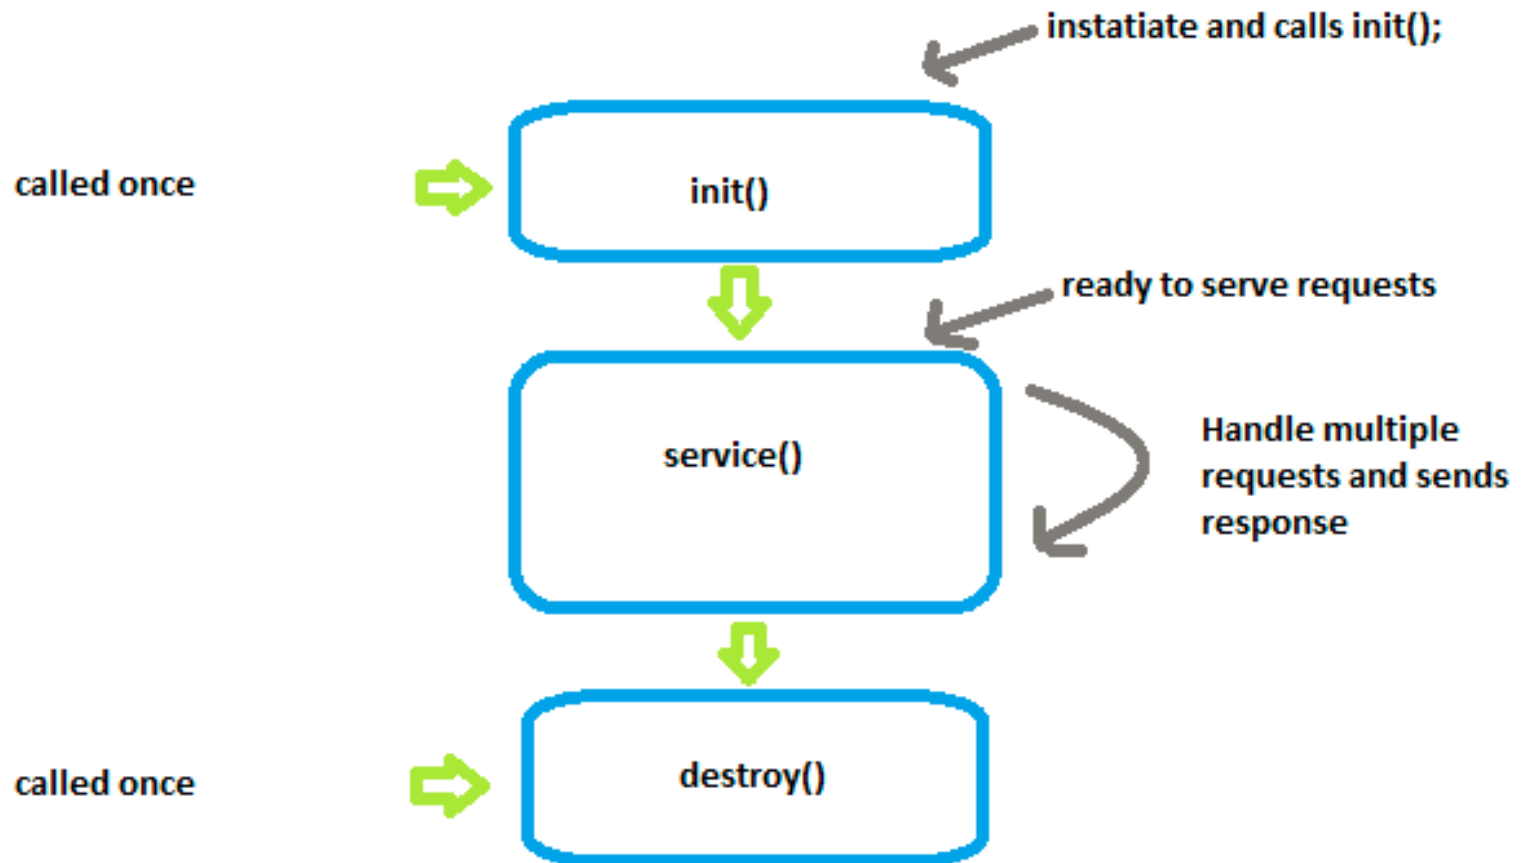 instatiate and calls init();
called once
init()
ready to serve requests
service()
Handle multiple
requests and sends
response
called once
destroy()